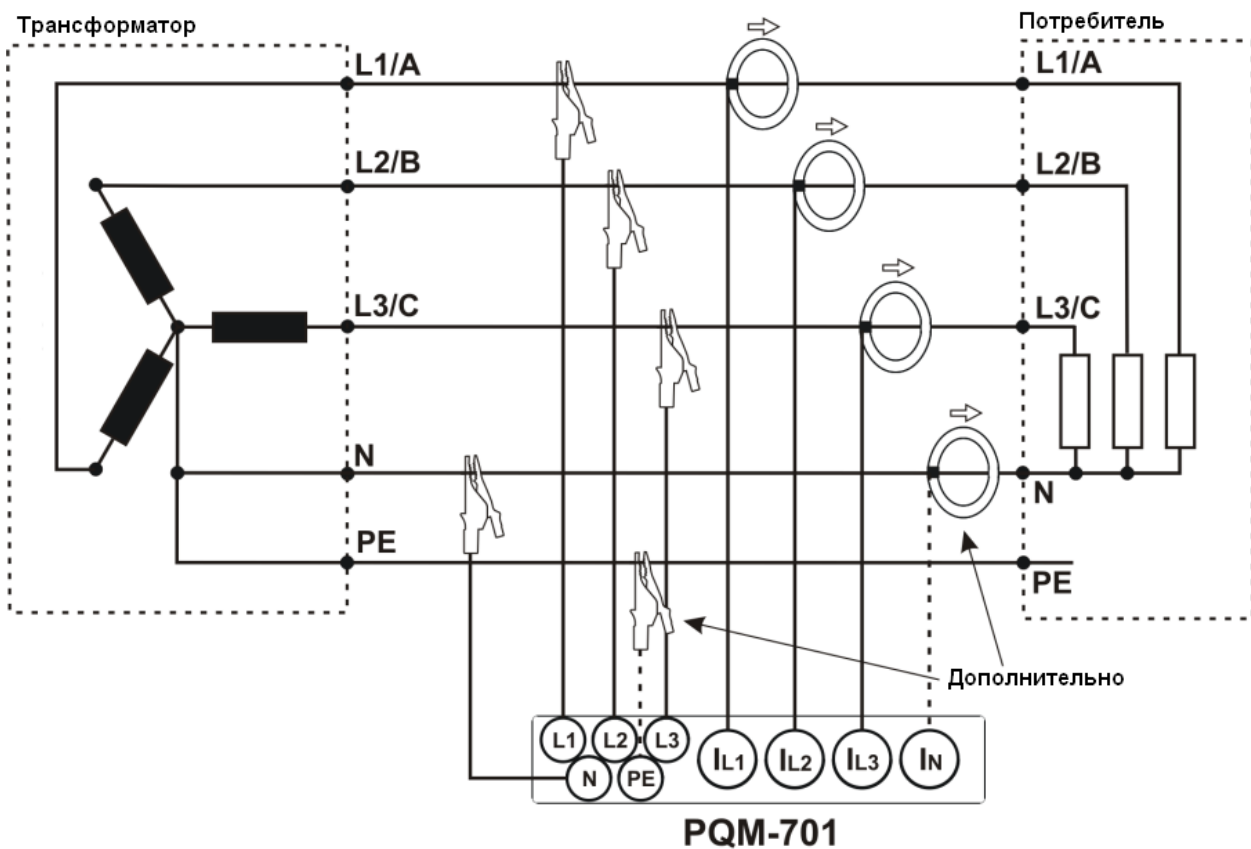 Трансформатор
Потребитель
L1/A
L1/A
L2/B
L2/B
L3/C
L3/C
N
N
PE
PE
Дополнительно
L1 L2 L3 IL1 IL2 IL3 IN
N PE
PQM-701